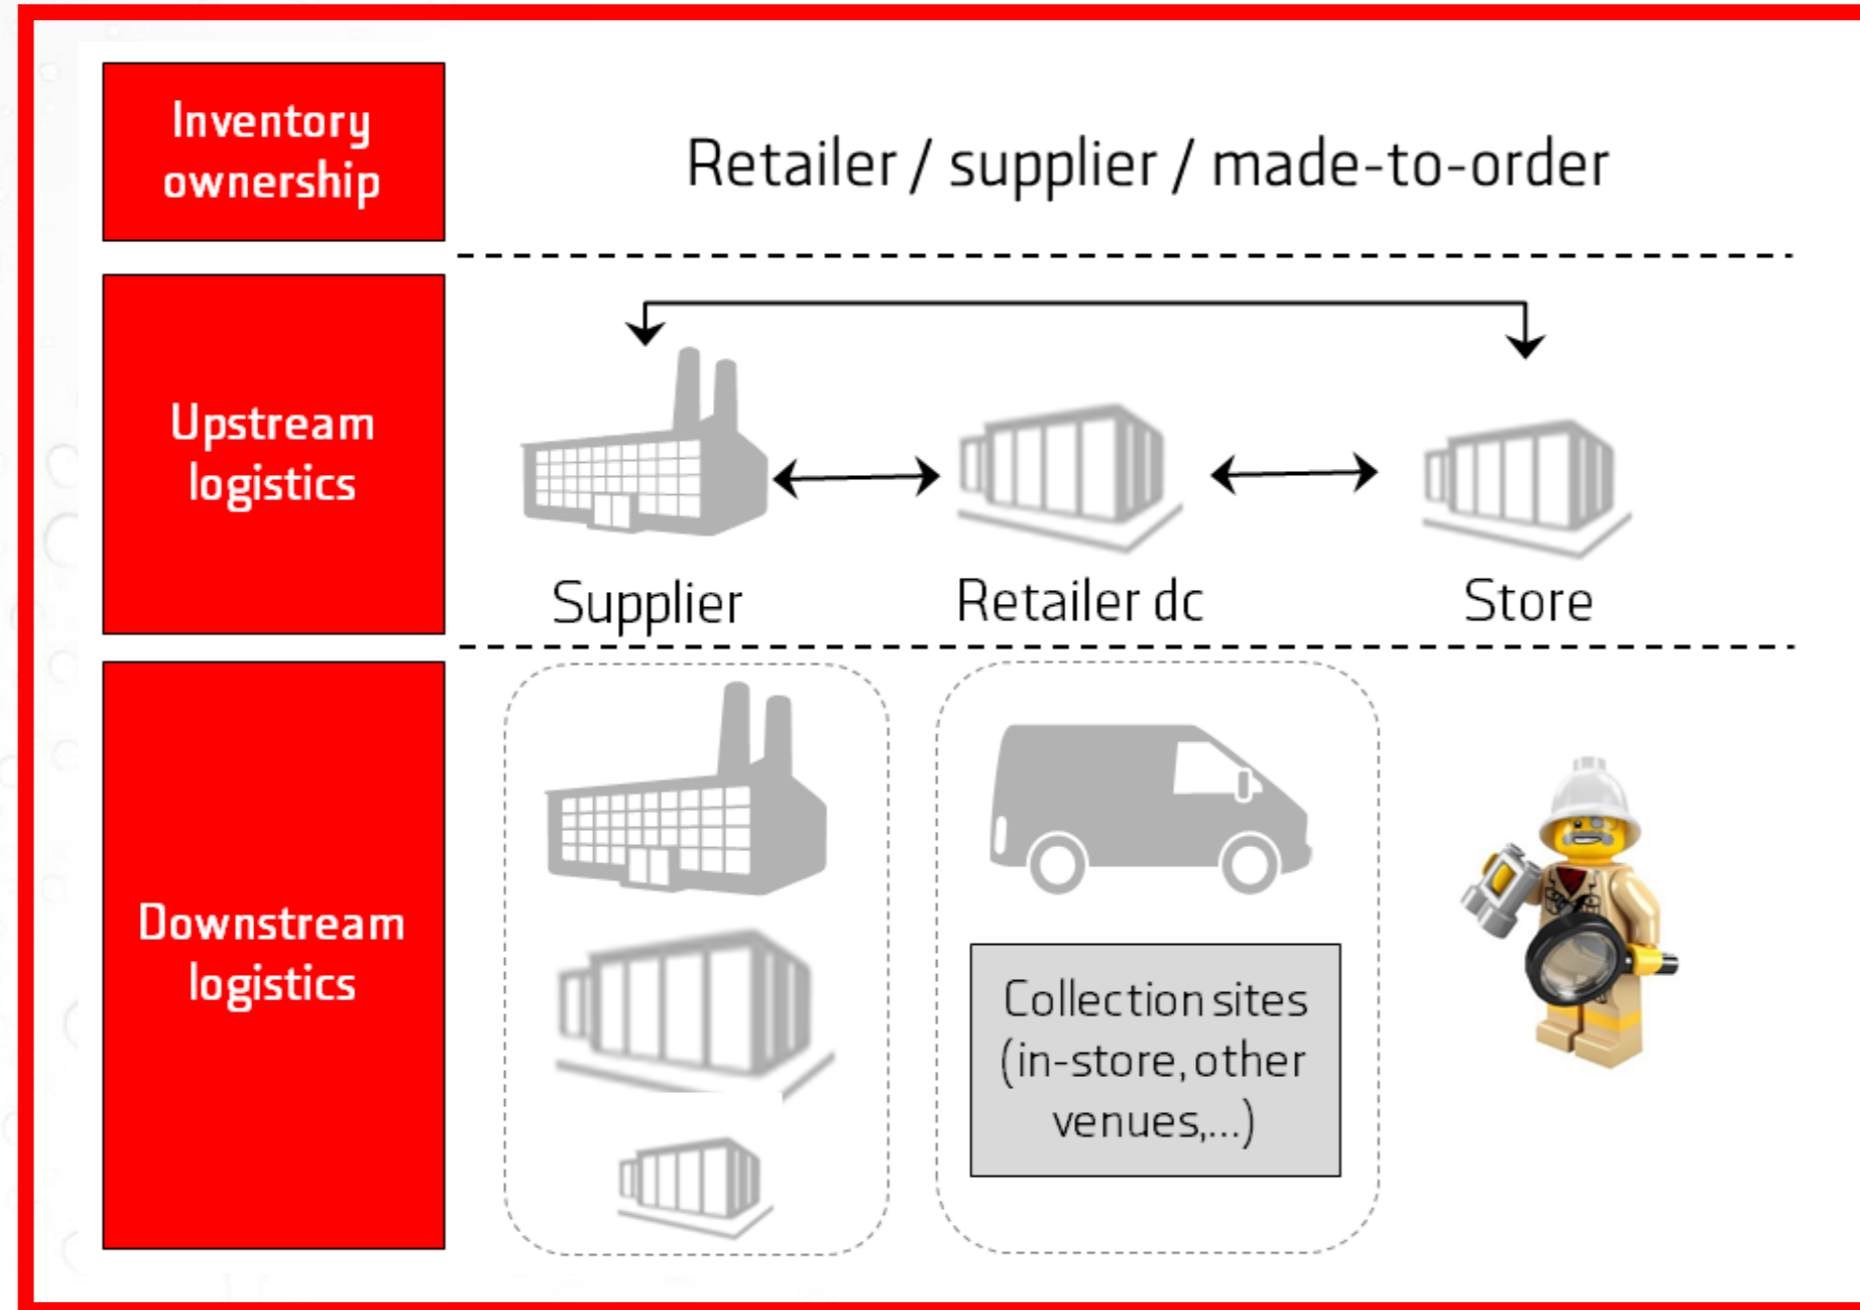 Inventory
ownership
Retailer / supplier / made-to-order
Upstream
logistics
Supplier
Retailer dc
Store
Downstream
logistics
Collection sites
(in-store, other
venues,...)